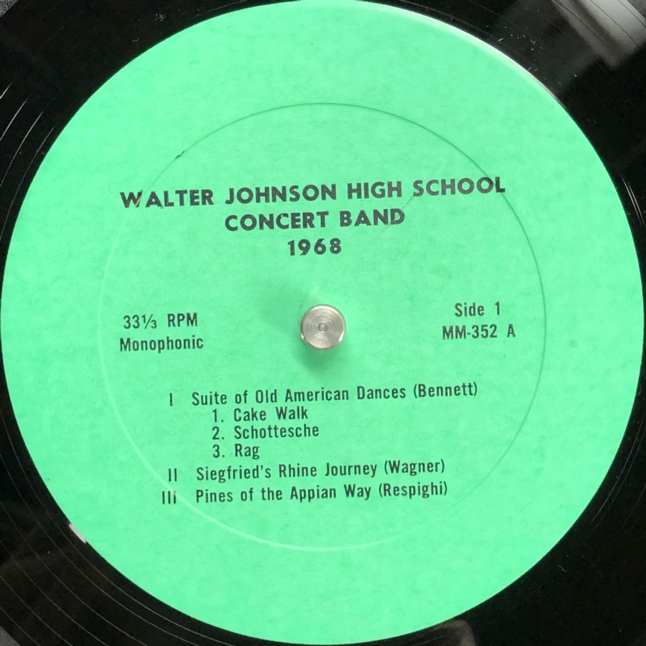 WALTER JOHNSON HIGH SCHOOL
CONCERT BAND
1968
33⅓ RPM
Monophonic
Side 1
MM-352 A
I Suite of Old American Dances (Bennett)
1. Cake Walk
2. Schottesche
3. Rag
II Siegfried's Rhine Journey (Wagner)
III Pines of the Appian Way (Respighi)